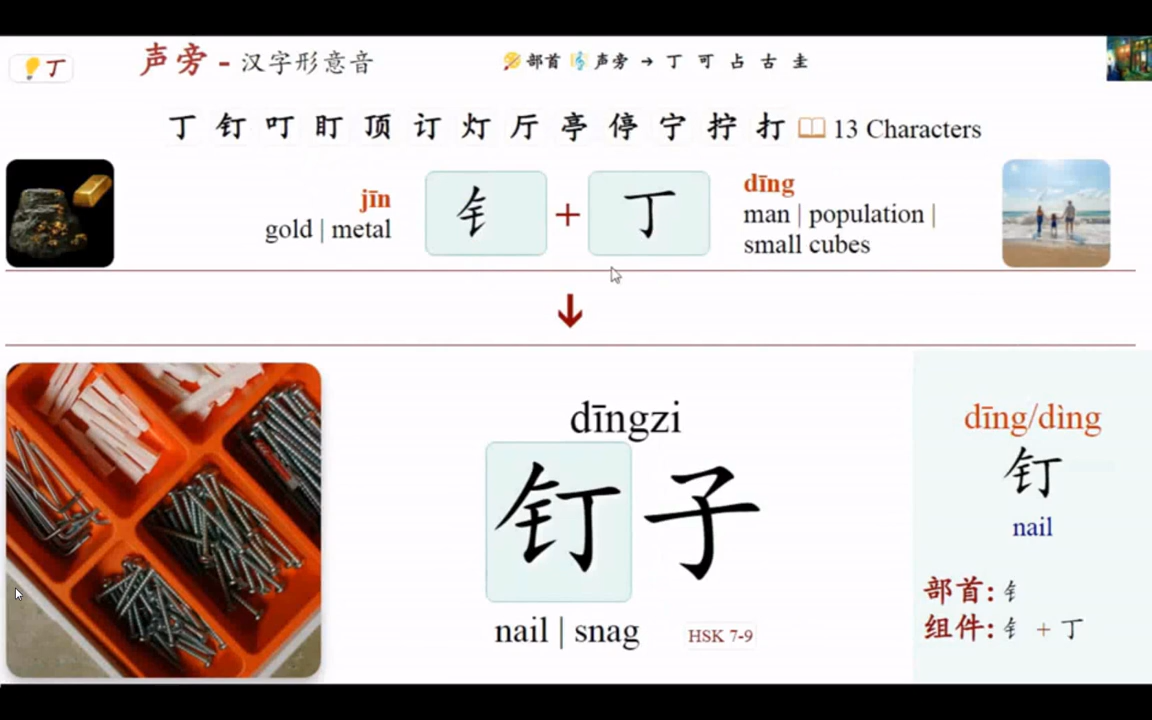 丁
声旁 - 汉字形意音
部首 声旁 → 丁 可 占 古 圭
丁 钉 叮 盯 顶 订 灯 厅 亭 停 宁 拧 打 13 Characters
jīn
gold | metal
钅 + 丁
dīng
man | population |
small cubes
↓
dīngzi
钉子
nail | snag
HSK 7-9
dīng/dìng
钉
nail
部首: 钅
组件: 钅 + 丁